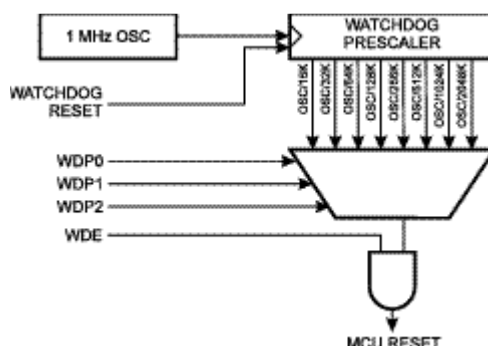 1 MHz OSC
WATCHDOG
PRESCALER
WATCHDOG
RESET
OSC/16K
OSC/32K
OSC/64K
OSC/128K
OSC/256K
OSC/512K
OSC/1024K
OSC/2048K
WDP0
WDP1
WDP2
WDE
MCU RESET